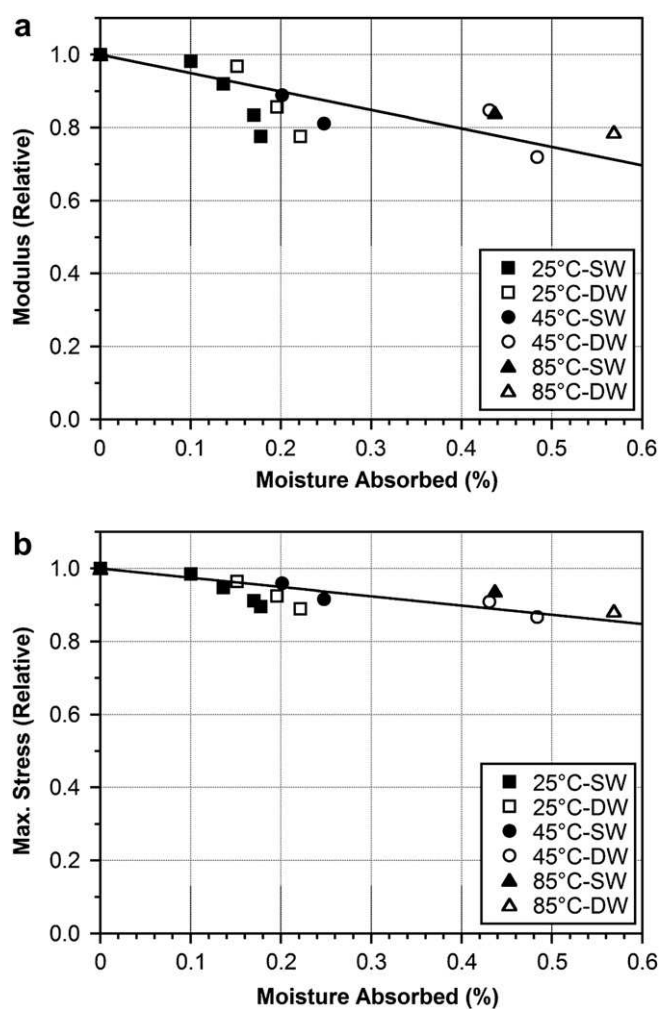 a
Modulus (Relative)
1.0
0.8
0.6
0.4
0.2
0.0
25°C-SW
25°C-DW
45°C-SW
45°C-DW
85°C-SW
85°C-DW
0 0.1 0.2 0.3 0.4 0.5 0.6
Moisture Absorbed (%)
b
Max. Stress (Relative)
1.0
0.8
0.6
0.4
0.2
0.0
25°C-SW
25°C-DW
45°C-SW
45°C-DW
85°C-SW
85°C-DW
0 0.1 0.2 0.3 0.4 0.5 0.6
Moisture Absorbed (%)